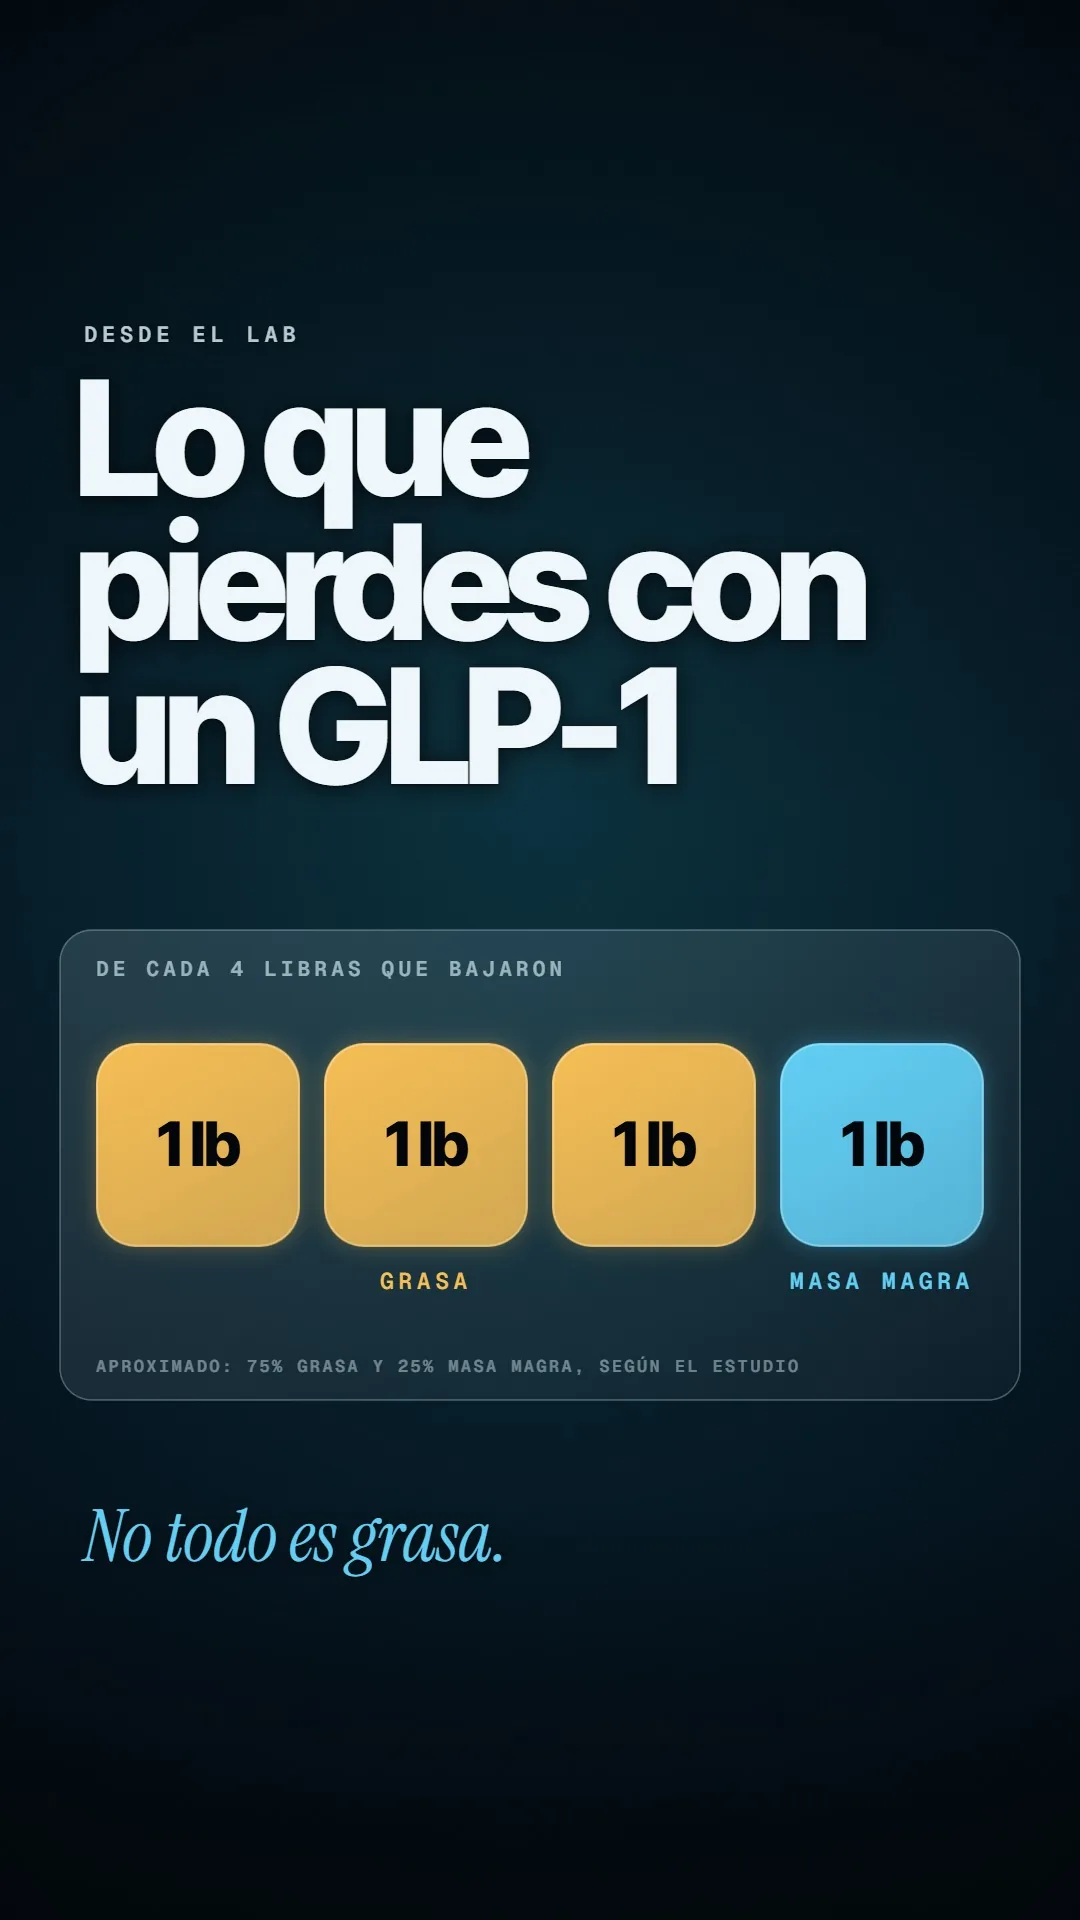 DESDE EL LAB
Lo que
pierdes con
un GLP-1
DE CADA 4 LIBRAS QUE BAJARON
1 lb 1 lb 1 lb 1 lb
GRASA MASA MAGRA
APROXIMADO: 75% GRASA Y 25% MASA MAGRA, SEGÚN EL ESTUDIO
No todo es grasa.